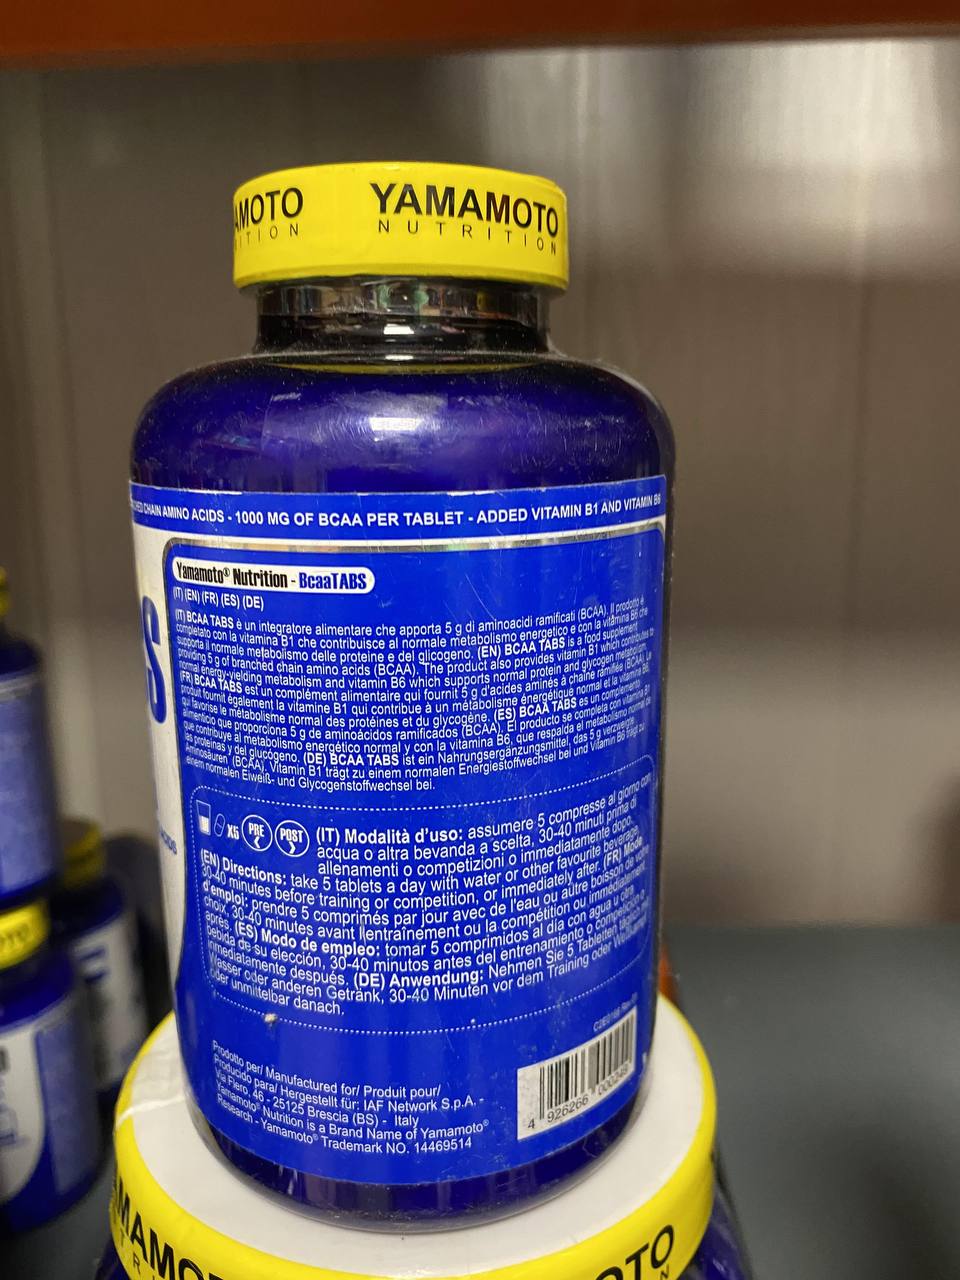 AMOTO
ITION
YAMAMOTO
NUTRITION
CHAIN AMINO ACIDS - 1000 MG OF BCAA PER TABLET - ADDED VITAMIN B1 AND VITAMIN B6
S
Yamamoto® Nutrition - BcaaTABS
(IT) (EN) (FR) (ES) (DE)
(IT) BCAA TABS è un integratore alimentare che apporta 5 g di aminoacidi ramificati (BCAA). Il prodotto è
completato con la vitamina B1 che contribuisce al normale metabolismo energetico e con la vitamina B6 che
supporta il normale metabolismo delle proteine e del glicogeno. (EN) BCAA TABS is a food supplement
providing 5 g of branched chain amino acids (BCAA). The product also provides vitamin B1 which contributes to
normal energy-yielding metabolism and vitamin B6 which supports normal protein and glycogen metabolism.
(FR) BCAA TABS est un complément alimentaire qui fournit 5 g d'acides aminés à chaîne ramifiée (BCAA). Le
produit fournit également la vitamine B1 qui contribue à un métabolisme énergétique normal et la vitamine B6,
qui favorise le métabolisme normal des protéines et du glycogène. (ES) BCAA TABS es un complemento
alimenticio que proporciona 5 g de aminoácidos ramificados (BCAA). El producto se completa con vitamina B1
que contribuye al metabolismo energético normal y con la vitamina B6, que respalda el metabolismo normal de
las proteínas y del glucógeno. (DE) BCAA TABS ist ein Nahrungsergänzungsmittel, das 5 g verzweigte
Aminosäuren (BCAA), Vitamin B1 trägt zu einem normalen Energiestoffwechsel bei und Vitamin B6 trägt zu
einem normalen Eiweiß- und Glycogenstoffwechsel bei.
X5
PRE
POST
(IT) Modalità d'uso: assumere 5 compresse al giorno con
acqua o altra bevanda a scelta, 30-40 minuti prima di
allenamenti o competizioni o immediatamente dopo.
(EN) Directions: take 5 tablets a day with water or other favourite beverage,
30-40 minutes before training or competition, or immediately after. (FR) Mode
d'emploi: prendre 5 comprimés par jour avec de l'eau ou autre boisson de votre
choix, 30-40 minutes avant l'entraînement ou la compétition ou immédiatement
après. (ES) Modo de empleo: tomar 5 comprimidos al día con agua u otra
bebida de su elección, 30-40 minutos antes del entrenamiento o competición o
inmediatamente después. (DE) Anwendung: Nehmen Sie 5 Tabletten täglich mit
Wasser oder anderen Getränk, 30-40 Minuten vor dem Training oder Wettkampf
oder unmittelbar danach.
Prodotto per/ Manufactured for/ Produit pour/
Producido para/ Hergestellt für: IAF Network S.p.A. -
Via Fiero, 46 - 25125 Brescia (BS) - Italy
Yamamoto® Nutrition is a Brand Name of Yamamoto®
Research - Yamamoto® Trademark NO. 14469514
4 926266 000249
MAMOTO
OTO